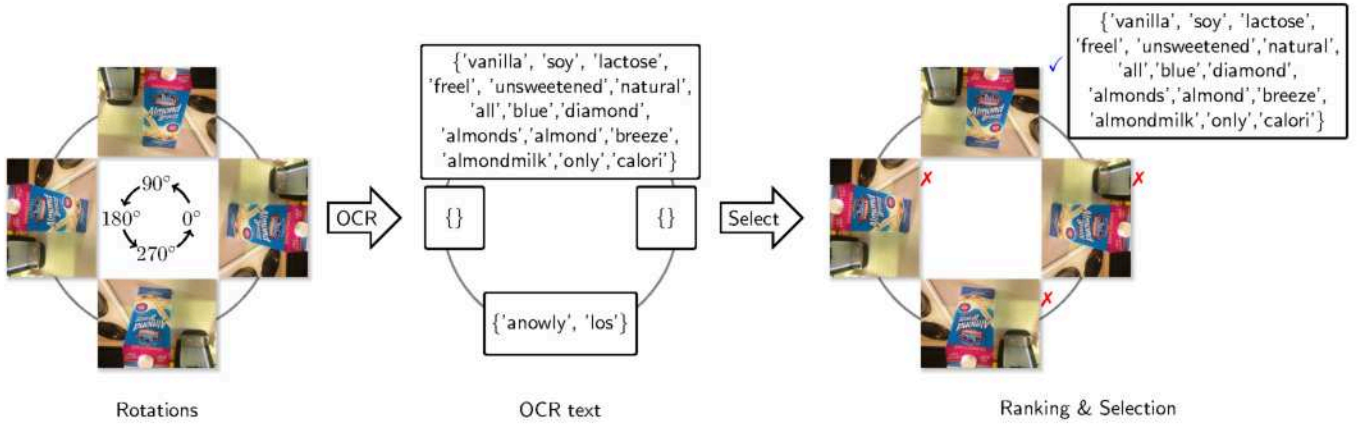 {'vanilla', 'soy', 'lactose',
'freel', 'unsweetened','natural',
'all','blue','diamond',
'almonds','almond','breeze',
'almondmilk','only','calori'}
{'vanilla', 'soy', 'lactose',
'freel', 'unsweetened','natural',
'all','blue','diamond',
'almonds','almond','breeze',
'almondmilk','only','calori'}
Almond
90°
180° 0°
270°
OCR
{}
{}
Select
✓
✗
✗
✗
{'anowly', 'los'}
Rotations
OCR text
Ranking & Selection